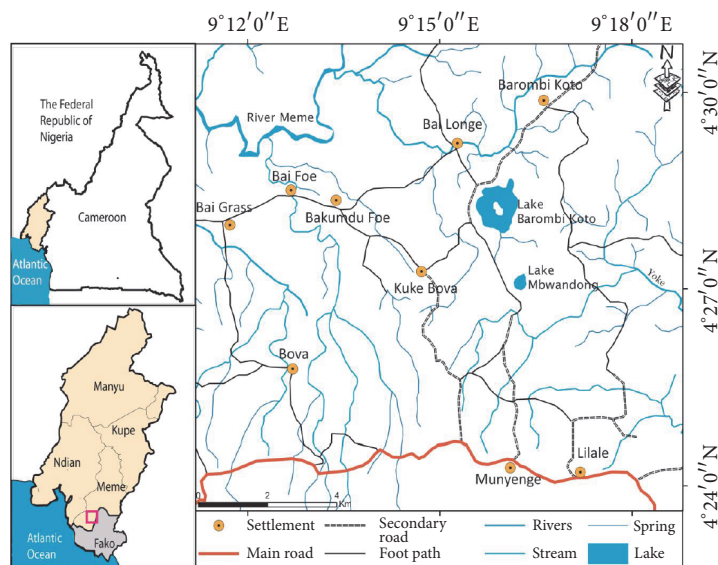 9°12′0″E
9°15′0″E
9°18′0″E
The Federal
Republic of
Nigeria
Cameroon
Atlantic
Ocean
Manyu
Kupe
Ndian
Meme
Fako
Atlantic
Ocean
N
Barombi Koto
River Meme
Bai Longe
Bai Foe
Bai Grass
Bakumdu Foe
Lake
Barombi Koto
Kuke Bova
Lake
Mbwandong
Yoke
Bova
Lilale
Munyenge
4°30′0″N
4°27′0″N
4°24′0″N
0 2 4
Km
Settlement
Secondary
road
Rivers
Spring
Main road
Foot path
Stream
Lake